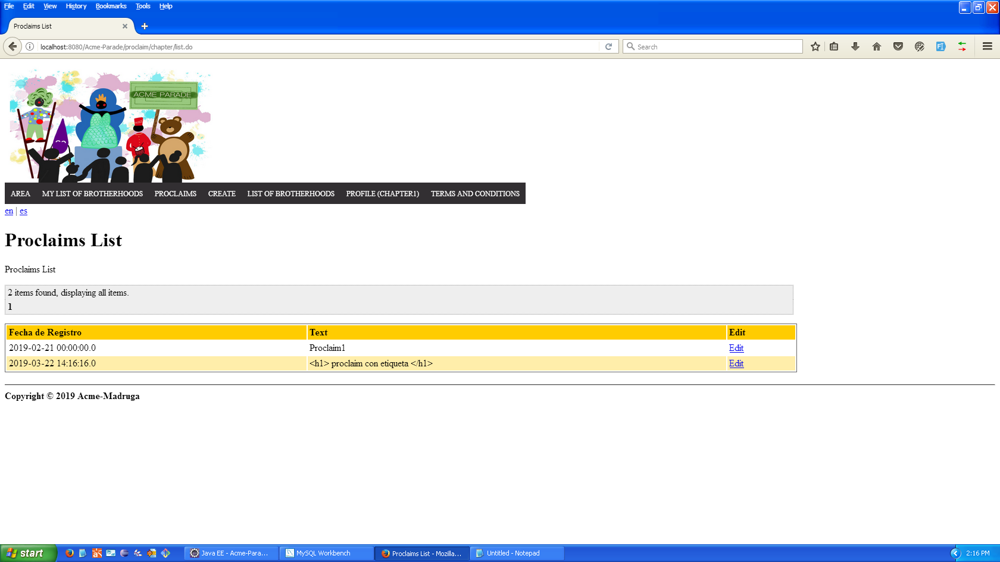 File Edit View History Bookmarks Tools Help
Proclaims List
localhost:8080/Acme-Parade/proclaim/chapter/list.do
Search
ACME PARADE
AREA MY LIST OF BROTHERHOODS PROCLAIMS CREATE LIST OF BROTHERHOODS PROFILE (CHAPTER1) TERMS AND CONDITIONS
en | es
Proclaims List
Proclaims List
2 items found, displaying all items.
1
Fecha de Registro Text Edit
2019-02-21 00:00:00.0 Proclaim1 Edit
2019-03-22 14:16:16.0 <h1> proclaim con etiqueta </h1> Edit
Copyright © 2019 Acme-Madruga
start Java EE - Acme-Para... MySQL Workbench Proclaims List - Mozilla... Untitled - Notepad 2:16 PM